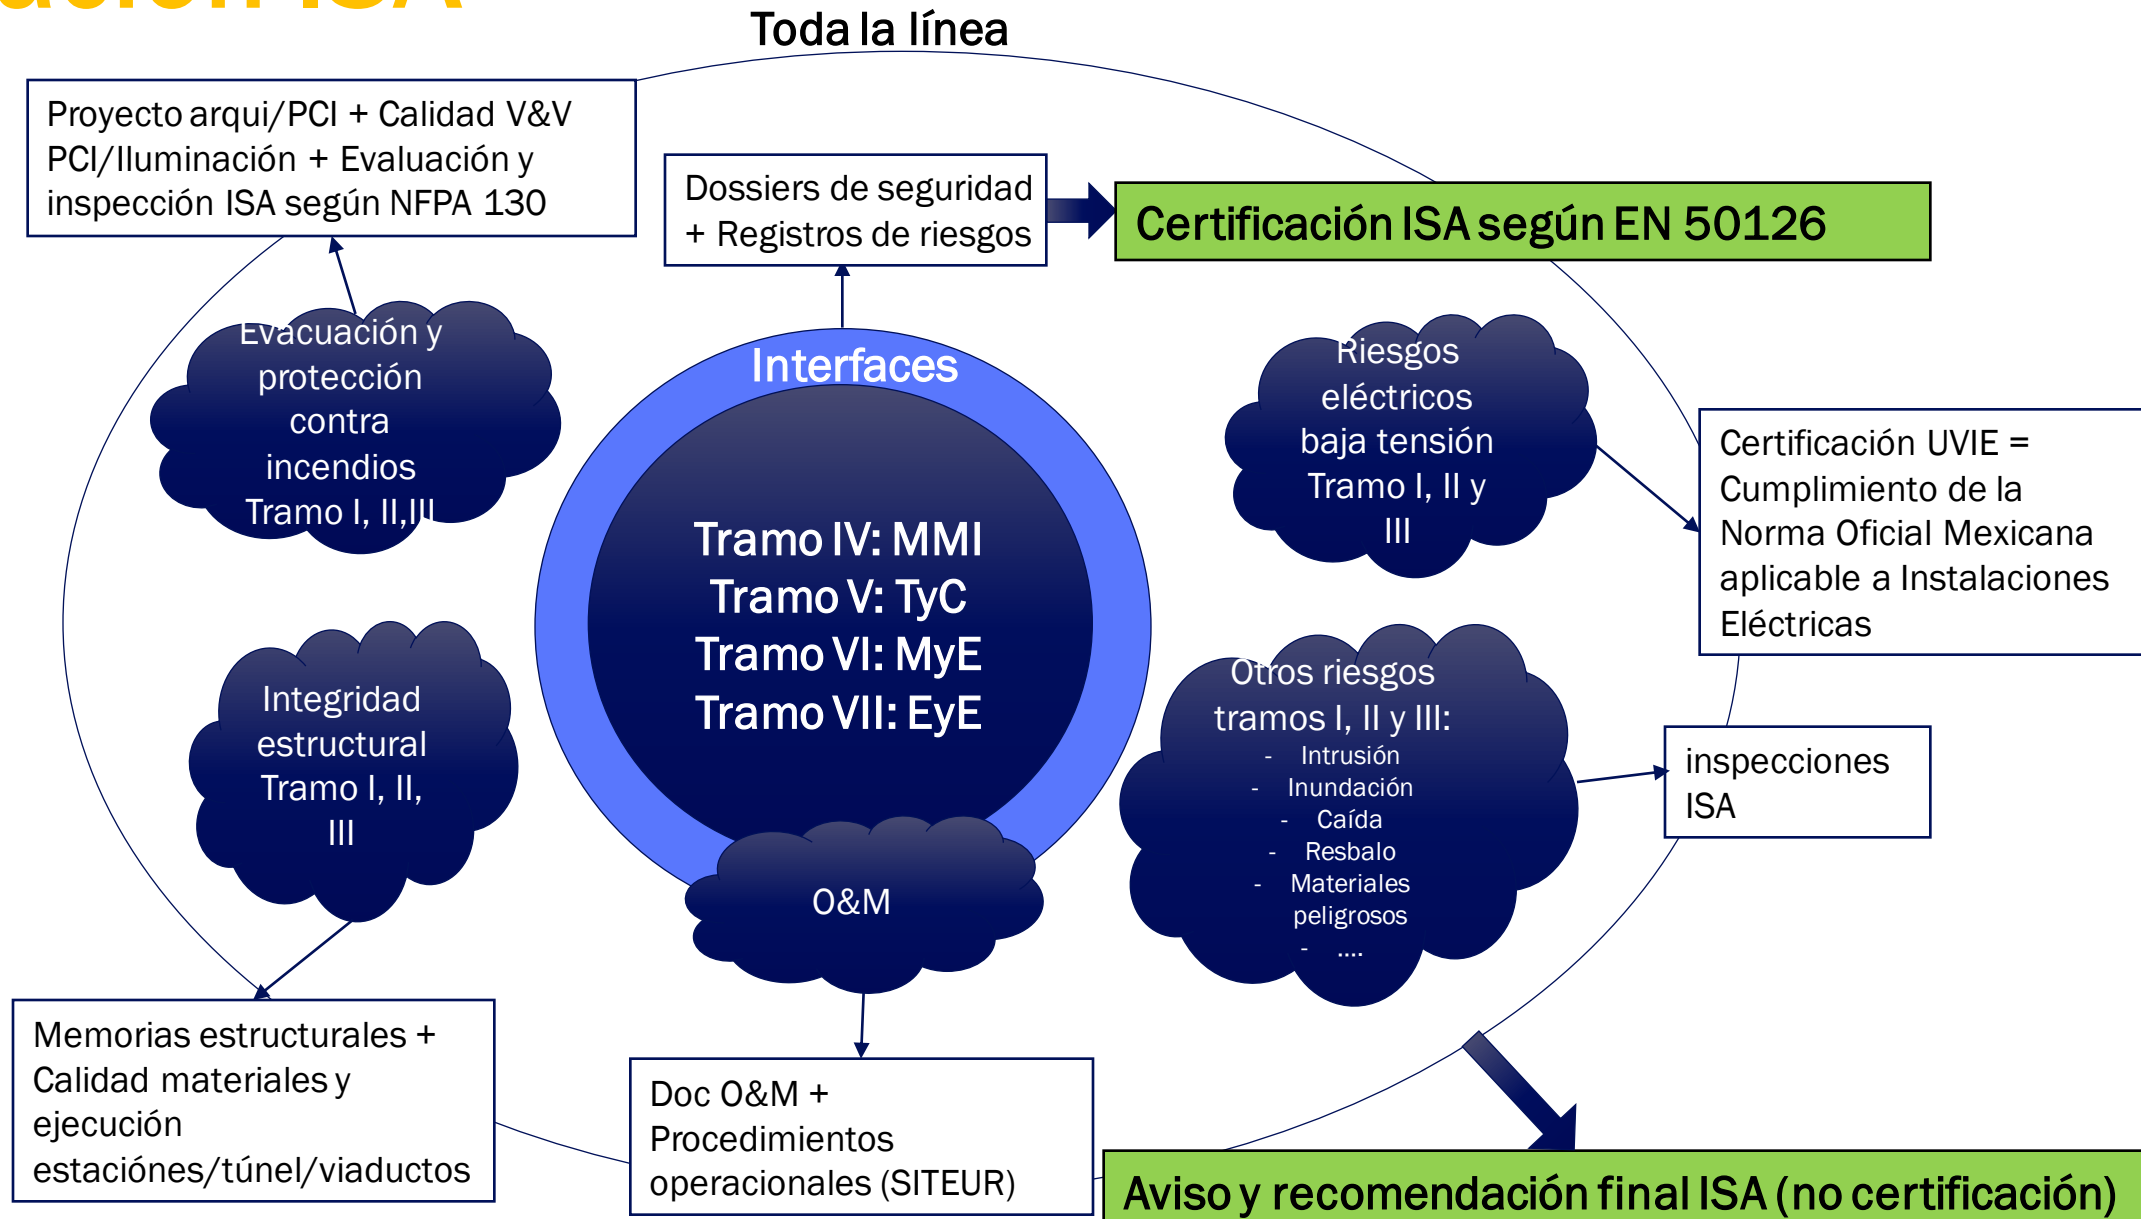 ISA
Toda la línea
Proyecto arqui/PCI + Calidad V&V
PCI/Iluminación + Evaluación y
inspección ISA según NFPA 130
Dossiers de seguridad
+ Registros de riesgos
Certificación ISA según EN 50126
Evacuación y
protección
contra
incendios
Tramo I, II,III
Interfaces
Riesgos
eléctricos
baja tensión
Tramo I, II y
III
Certificación UVIE =
Cumplimiento de la
Norma Oficial Mexicana
aplicable a Instalaciones
Eléctricas
Tramo IV: MMI
Tramo V: TyC
Tramo VI: MyE
Tramo VII: EyE
Integridad
estructural
Tramo I, II,
III
Otros riesgos
tramos I, II y III:
- Intrusión
- Inundación
- Caída
- Resbalo
- Materiales
peligrosos
- ....
inspecciones
ISA
O&M
Memorias estructurales +
Calidad materiales y
ejecución
estaciónes/túnel/viaductos
Doc O&M +
Procedimientos
operacionales (SITEUR)
Aviso y recomendación final ISA (no certificación)